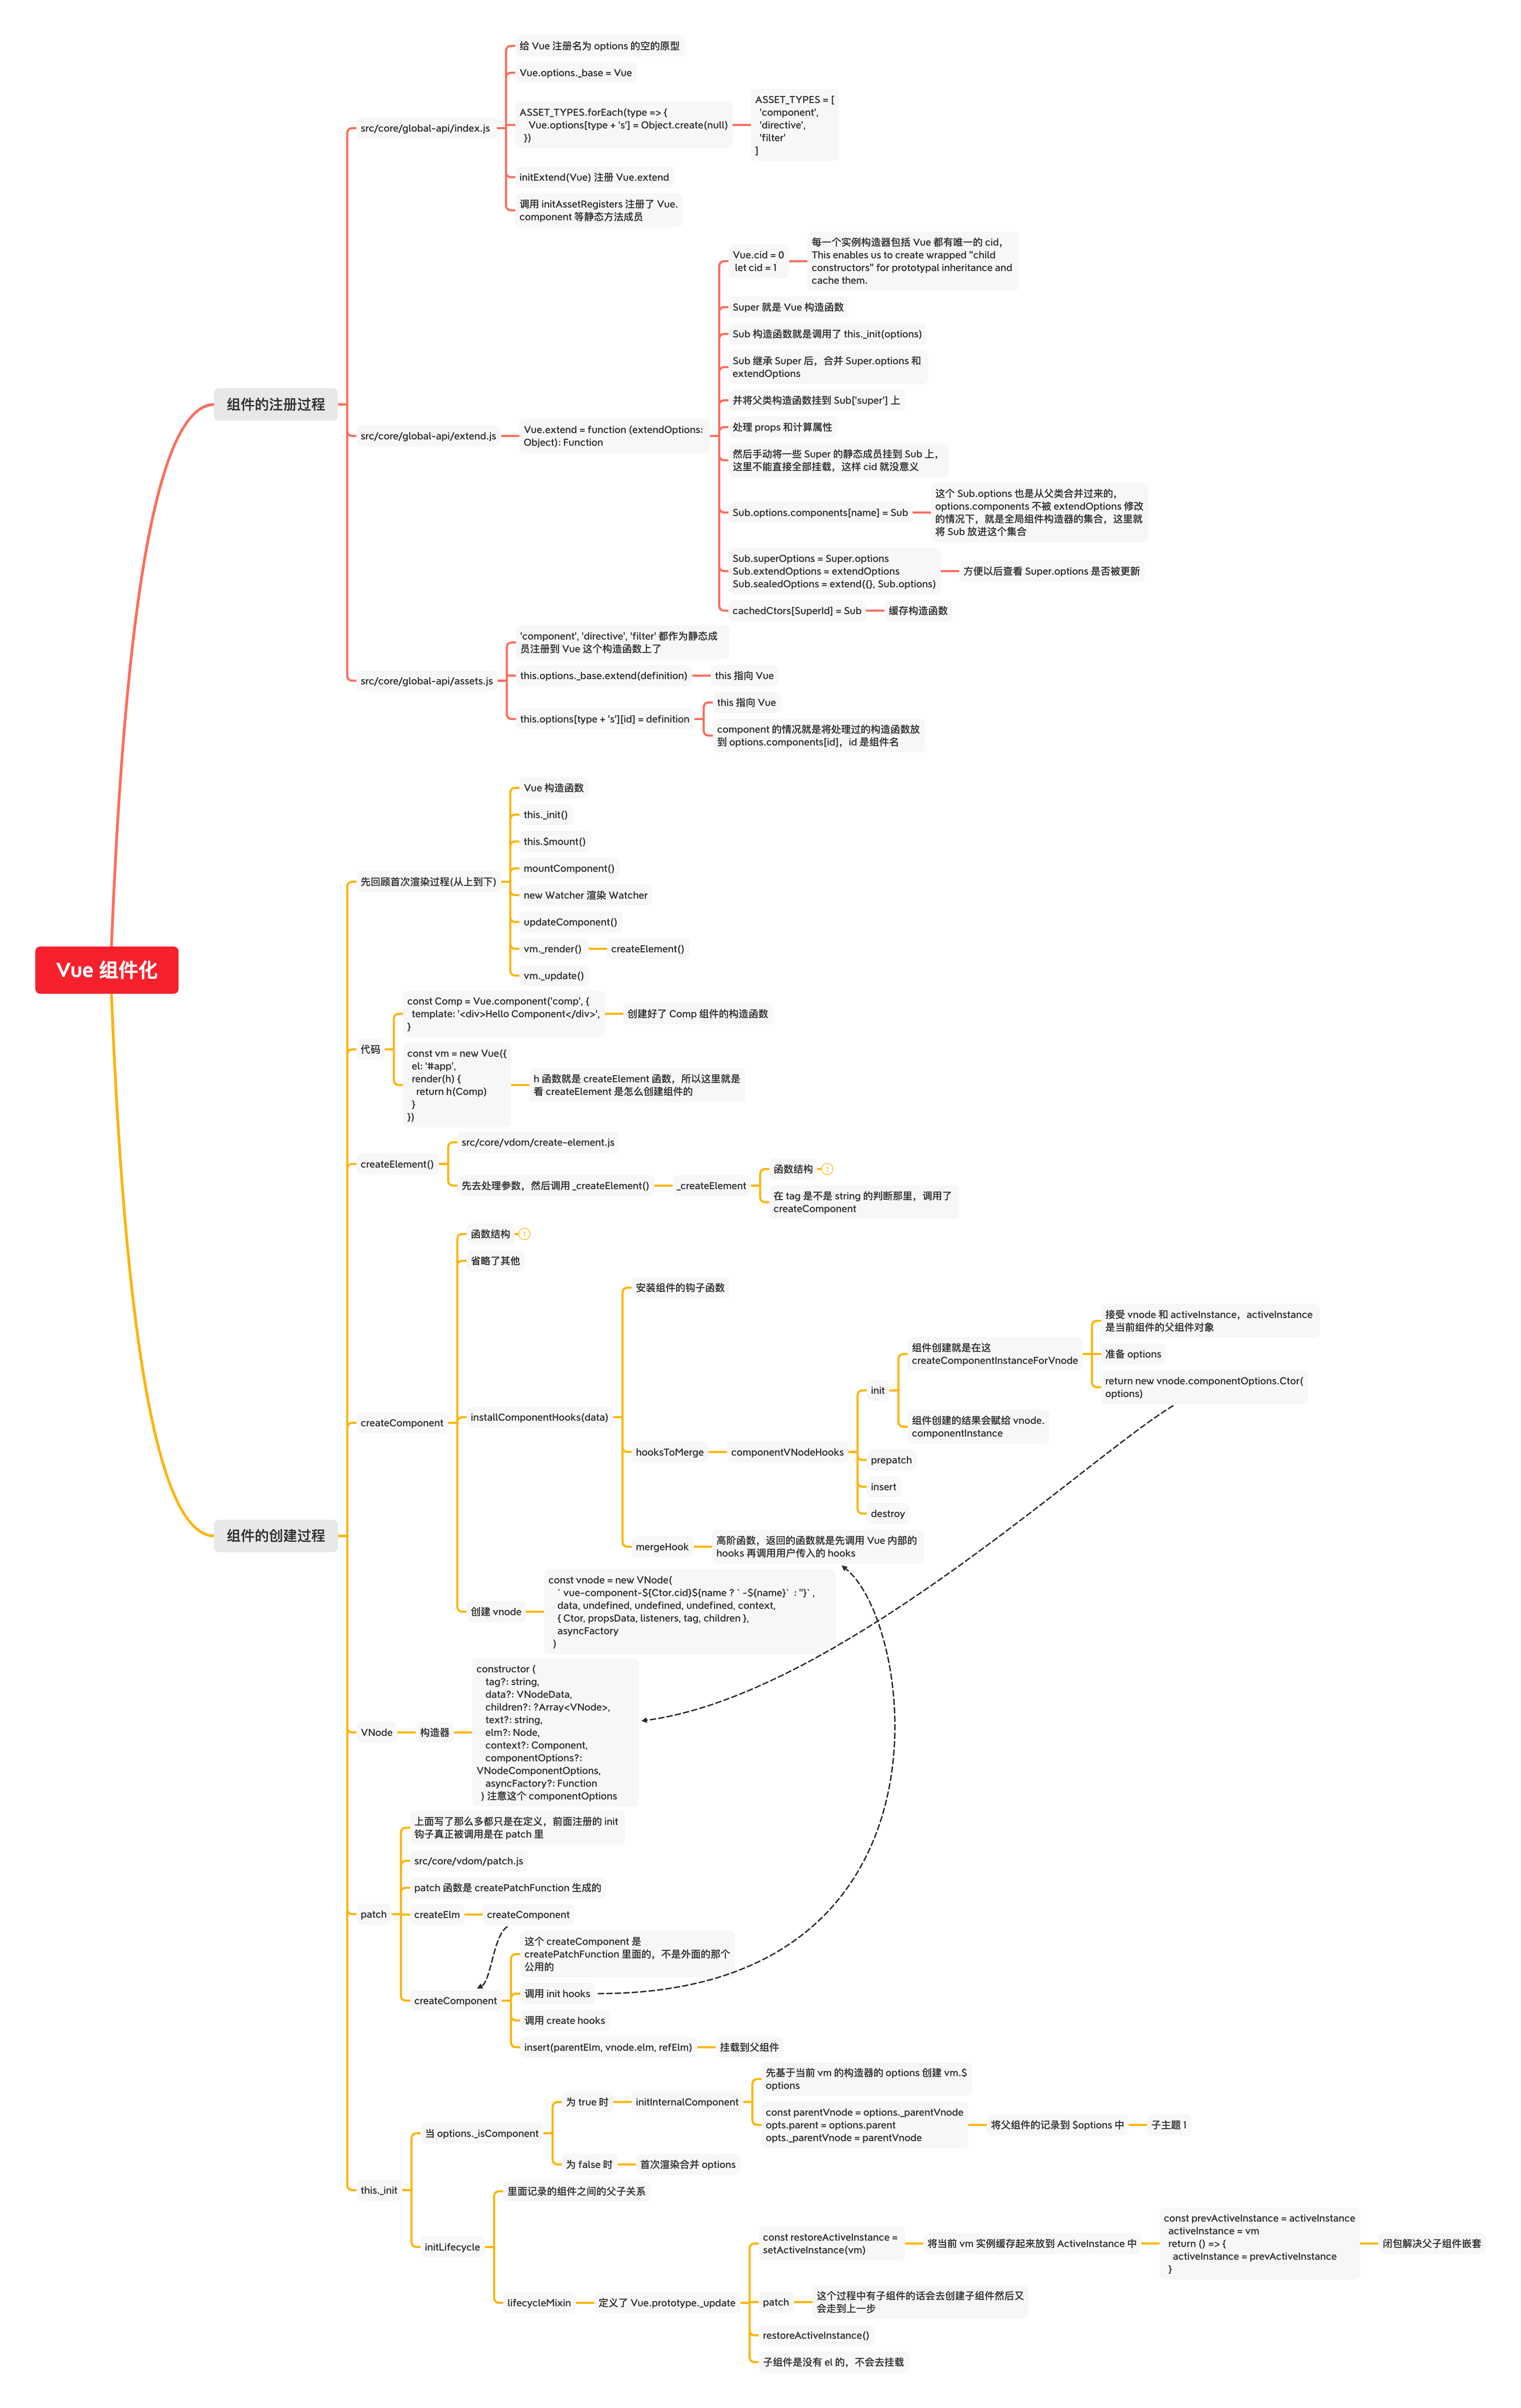 Vue 组件化
组件的注册过程
src/core/global-api/index.js
给 Vue 注册名为 options 的空的原型
Vue.options._base = Vue
ASSET_TYPES.forEach(type => {
Vue.options[type + 's'] = Object.create(null)
})
ASSET_TYPES = [
'component',
'directive',
'filter'
]
initExtend(Vue) 注册 Vue.extend
调用 initAssetRegisters 注册了 Vue.
component 等静态方法成员
src/core/global-api/extend.js
Vue.extend = function (extendOptions:
Object): Function
Vue.cid = 0
let cid = 1
每一个实例构造器包括 Vue 都有唯一的 cid，
This enables us to create wrapped "child
constructors" for prototypal inheritance and
cache them.
Super 就是 Vue 构造函数
Sub 构造函数就是调用了 this._init(options)
Sub 继承 Super 后，合并 Super.options 和
extendOptions
并将父类构造函数挂到 Sub['super'] 上
处理 props 和计算属性
然后手动将一些 Super 的静态成员挂到 Sub 上，
这里不能直接全部挂载，这样 cid 就没意义
Sub.options.components[name] = Sub
这个 Sub.options 也是从父类合并过来的，
options.components 不被 extendOptions 修改
的情况下，就是全局组件构造器的集合，这里就
将 Sub 放进这个集合
Sub.superOptions = Super.options
Sub.extendOptions = extendOptions
Sub.sealedOptions = extend({}, Sub.options)
方便以后查看 Super.options 是否被更新
cachedCtors[SuperId] = Sub
缓存构造函数
src/core/global-api/assets.js
'component', 'directive', 'filter' 都作为静态成
员注册到 Vue 这个构造函数上了
this.options._base.extend(definition)
this 指向 Vue
this.options[type + 's'][id] = definition
this 指向 Vue
component 的情况就是将处理过的构造函数放
到 options.components[id]，id 是组件名
组件的创建过程
先回顾首次渲染过程(从上到下)
Vue 构造函数
this._init()
this.$mount()
mountComponent()
new Watcher 渲染 Watcher
updateComponent()
vm._render()
createElement()
vm._update()
代码
const Comp = Vue.component('comp', {
template: '<div>Hello Component</div>',
}
创建好了 Comp 组件的构造函数
const vm = new Vue({
el: '#app',
render(h) {
return h(Comp)
}
})
h 函数就是 createElement 函数，所以这里就是
看 createElement 是怎么创建组件的
createElement()
src/core/vdom/create-element.js
先去处理参数，然后调用 _createElement()
_createElement
函数结构
1
在 tag 是不是 string 的判断那里，调用了
createComponent
createComponent
函数结构
1
省略了其他
installComponentHooks(data)
安装组件的钩子函数
hooksToMerge
componentVNodeHooks
init
组件创建就是在这
createComponentInstanceForVnode
接受 vnode 和 activeInstance，activeInstance
是当前组件的父组件对象
准备 options
return new vnode.componentOptions.Ctor(
options)
组件创建的结果会赋给 vnode.
componentInstance
prepatch
insert
destroy
mergeHook
高阶函数，返回的函数就是先调用 Vue 内部的
hooks 再调用用户传入的 hooks
创建 vnode
const vnode = new VNode(
`vue-component-${Ctor.cid}${name ? `-${name}` : ''}`,
data, undefined, undefined, undefined, context,
{ Ctor, propsData, listeners, tag, children },
asyncFactory
)
VNode
构造器
constructor (
tag?: string,
data?: VNodeData,
children?: ?Array<VNode>,
text?: string,
elm?: Node,
context?: Component,
componentOptions?:
VNodeComponentOptions,
asyncFactory?: Function
) 注意这个 componentOptions
patch
上面写了那么多都只是在定义，前面注册的 init
钩子真正被调用是在 patch 里
src/core/vdom/patch.js
patch 函数是 createPatchFunction 生成的
createElm
createComponent
createComponent
这个 createComponent 是
createPatchFunction 里面的，不是外面的那个
公用的
调用 init hooks
调用 create hooks
insert(parentElm, vnode.elm, refElm)
挂载到父组件
this._init
当 options._isComponent
为 true 时
initInternalComponent
先基于当前 vm 的构造器的 options 创建 vm.$
options
const parentVnode = options._parentVnode
opts.parent = options.parent
opts._parentVnode = parentVnode
将父组件的记录到 $options 中
子主题 1
为 false 时
首次渲染合并 options
initLifecycle
里面记录的组件之间的父子关系
lifecycleMixin
定义了 Vue.prototype._update
const restoreActiveInstance =
setActiveInstance(vm)
将当前 vm 实例缓存起来放到 ActiveInstance 中
const prevActiveInstance = activeInstance
activeInstance = vm
return () => {
activeInstance = prevActiveInstance
}
闭包解决父子组件嵌套
patch
这个过程中有子组件的话会去创建子组件然后又
会走到上一步
restoreActiveInstance()
子组件是没有 el 的，不会去挂载